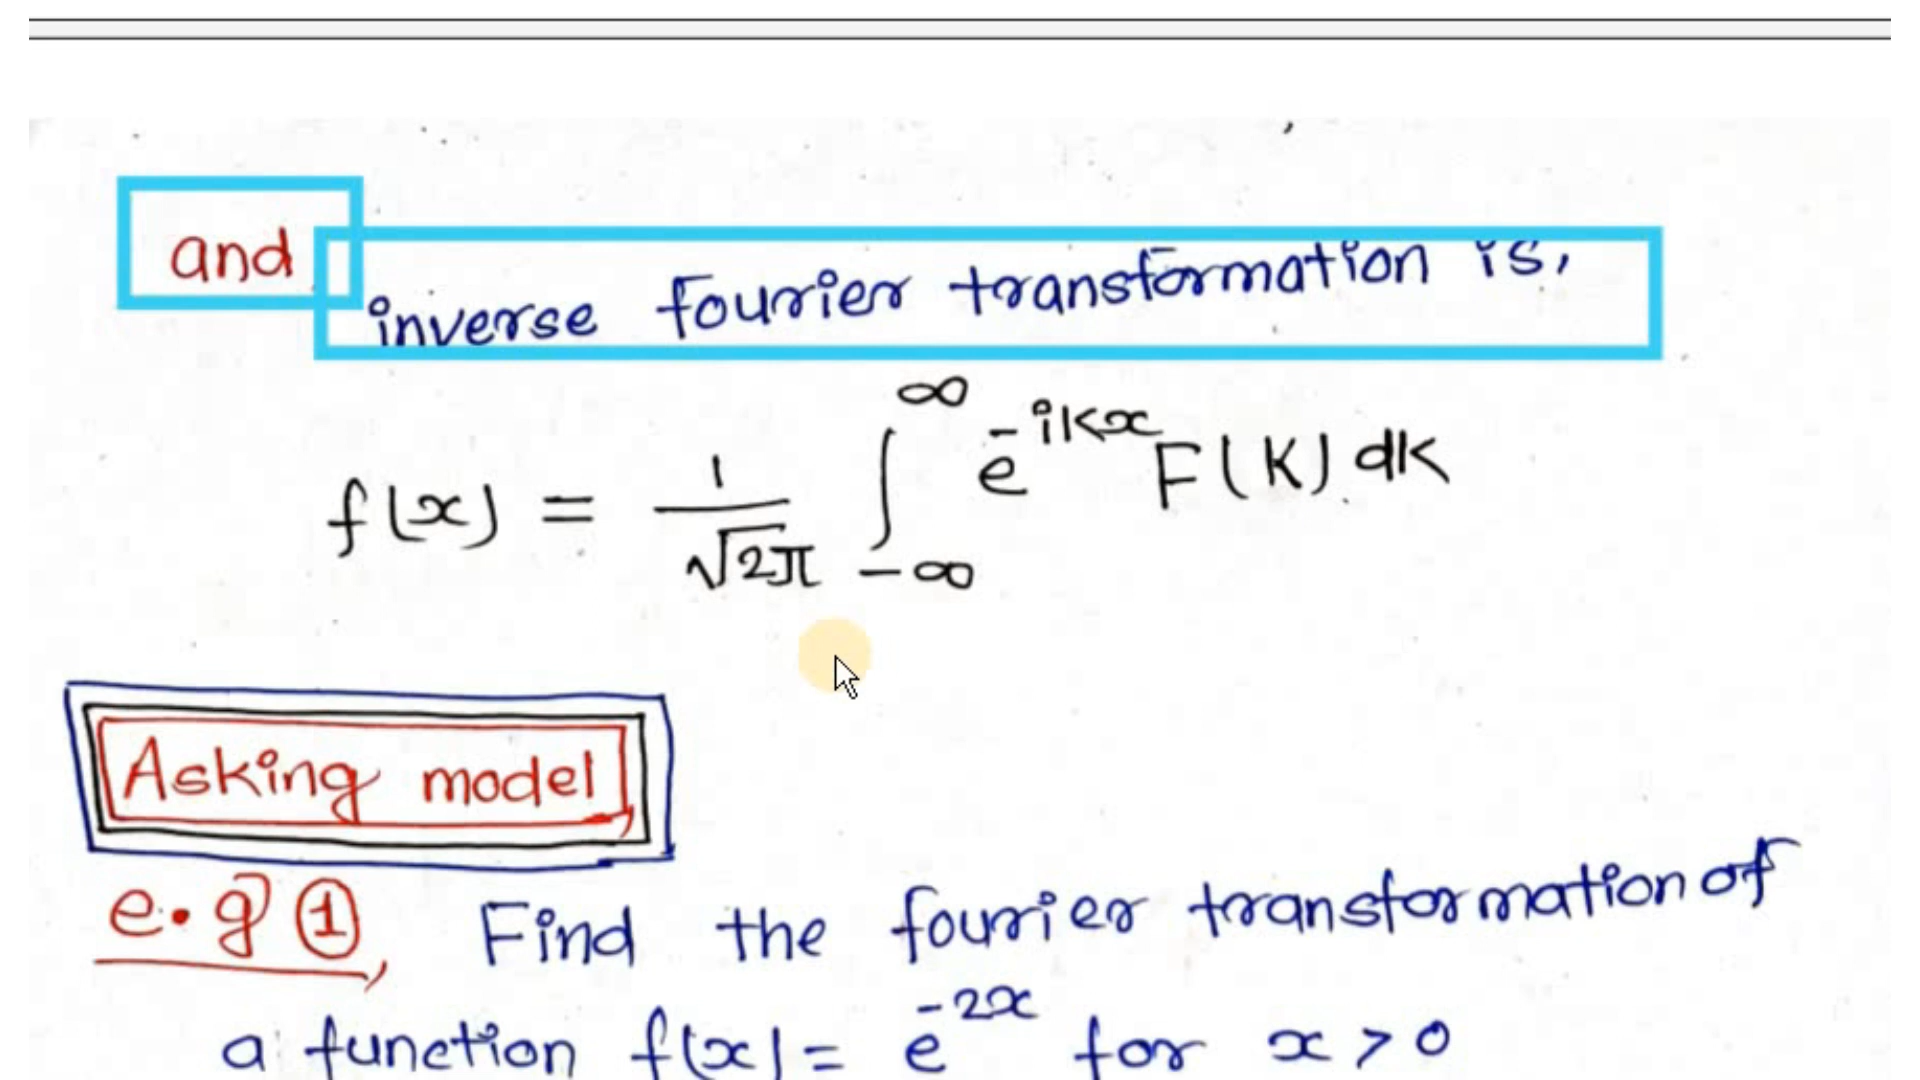 and
inverse fourier transformation is,
f(x) = 1/√2π ∫_{-∞}^{∞} e^{-ikx} F(k) dk
Asking model,
e.g ① Find the fourier transformation of
a function f(x) = e^{-2x} for x > 0